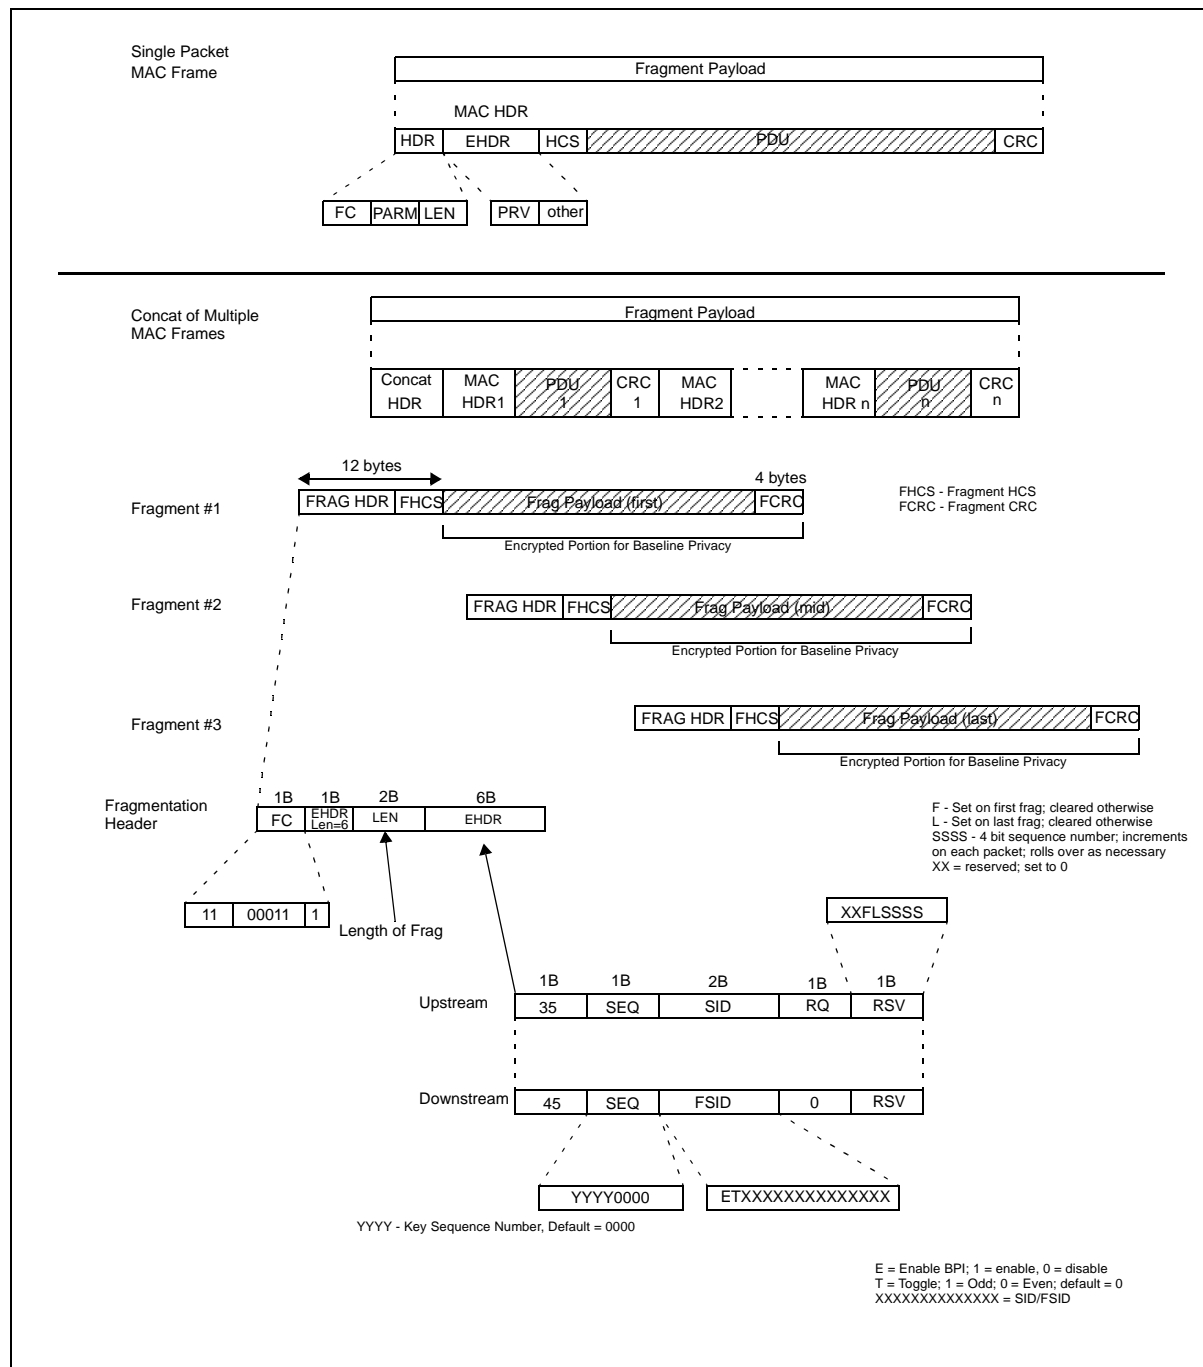 Single Packet
MAC Frame
Fragment Payload
MAC HDR
HDR EHDR HCS PDU CRC
FC PARM LEN PRV other
Concat of Multiple
MAC Frames
Fragment Payload
Concat HDR MAC HDR1 PDU 1 CRC 1 MAC HDR2 MAC HDR n PDU n CRC n
12 bytes 4 bytes
Fragment #1 FRAG HDR FHCS Frag Payload (first) FCRC
FHCS - Fragment HCS
FCRC - Fragment CRC
Encrypted Portion for Baseline Privacy
Fragment #2 FRAG HDR FHCS Frag Payload (mid) FCRC
Encrypted Portion for Baseline Privacy
Fragment #3 FRAG HDR FHCS Frag Payload (last) FCRC
Encrypted Portion for Baseline Privacy
Fragmentation
Header
1B 1B 2B 6B
FC EHDR Len=6 LEN EHDR
F - Set on first frag; cleared otherwise
L - Set on last frag; cleared otherwise
SSSS - 4 bit sequence number; increments
on each packet; rolls over as necessary
XX = reserved; set to 0
11 00011 1
Length of Frag
XXFLSSSS
1B 1B 2B 1B 1B
Upstream 35 SEQ SID RQ RSV
Downstream 45 SEQ FSID 0 RSV
YYYY0000 ETXXXXXXXXXXXXXX
YYYY - Key Sequence Number, Default = 0000
E = Enable BPI; 1 = enable, 0 = disable
T = Toggle; 1 = Odd; 0 = Even; default = 0
XXXXXXXXXXXXXX = SID/FSID